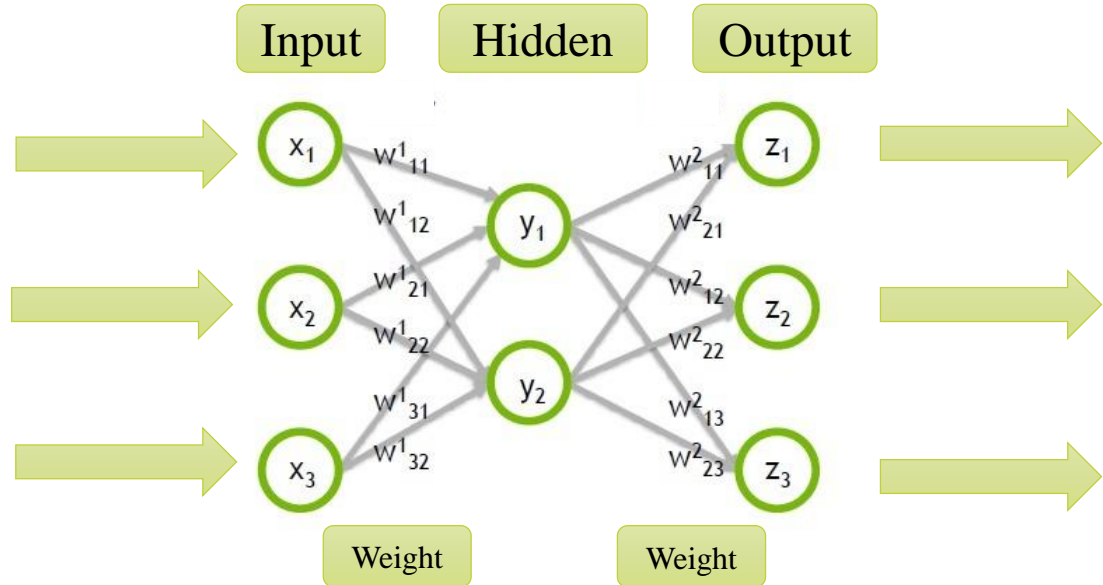 Input Hidden Output
x₁ w¹₁₁ w²₁₁ z₁
w¹₁₂ y₁ w²₂₁
x₂ w¹₂₁ w²₁₂ z₂
w¹₂₂ w²₂₂
y₂
w¹₃₁ w²₁₃
x₃ w¹₃₂ w²₂₃ z₃
Weight Weight